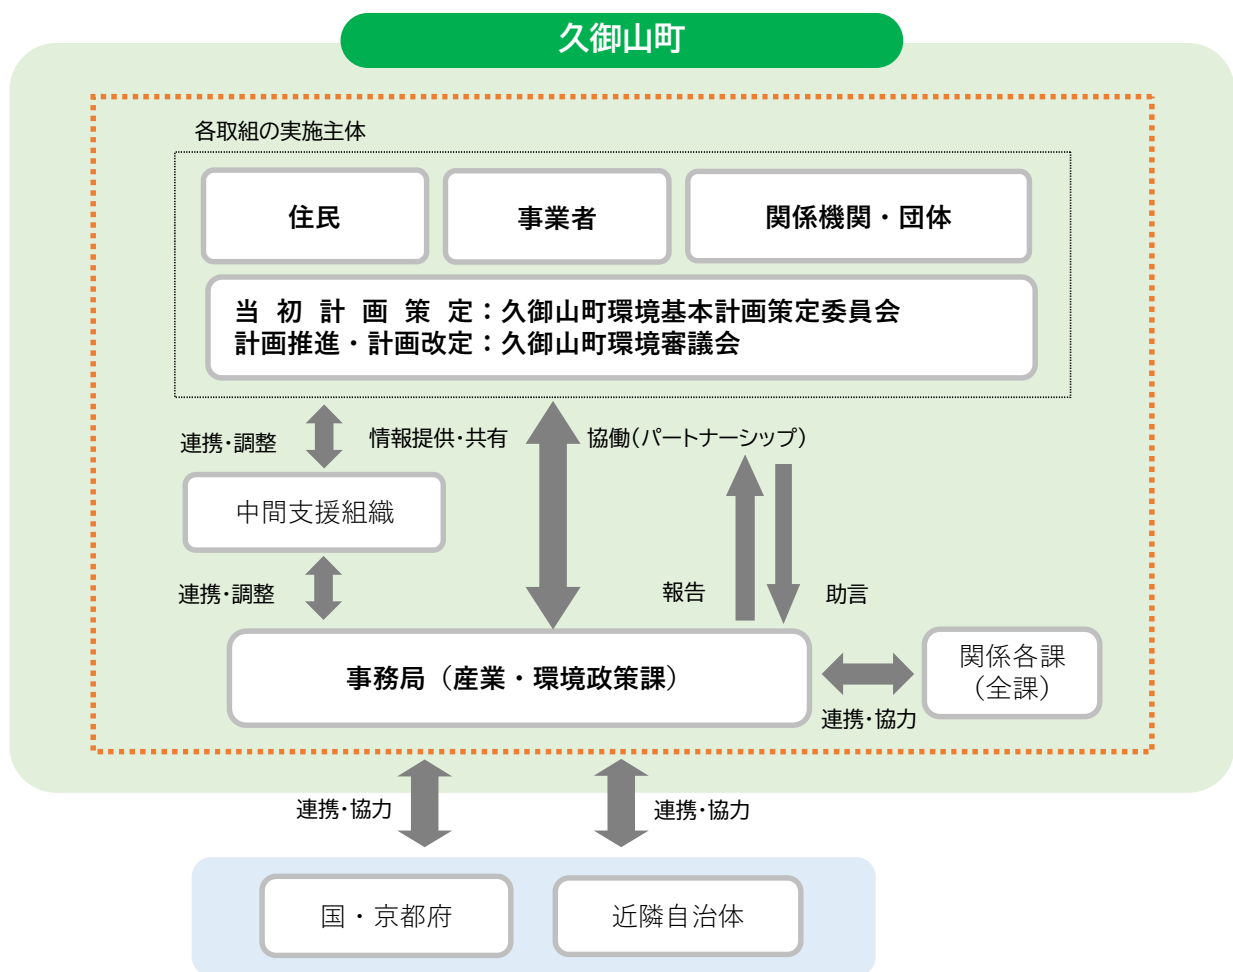 久御山町
各取組の実施主体
住民
事業者
関係機関・団体
当初計画策定：久御山町環境基本計画策定委員会
計画推進・計画改定：久御山町環境審議会
連携・調整
情報提供・共有
協働（パートナーシップ）
中間支援組織
連携・調整
報告
助言
事務局（産業・環境政策課）
関係各課
（全課）
連携・協力
連携・協力
連携・協力
国・京都府
近隣自治体